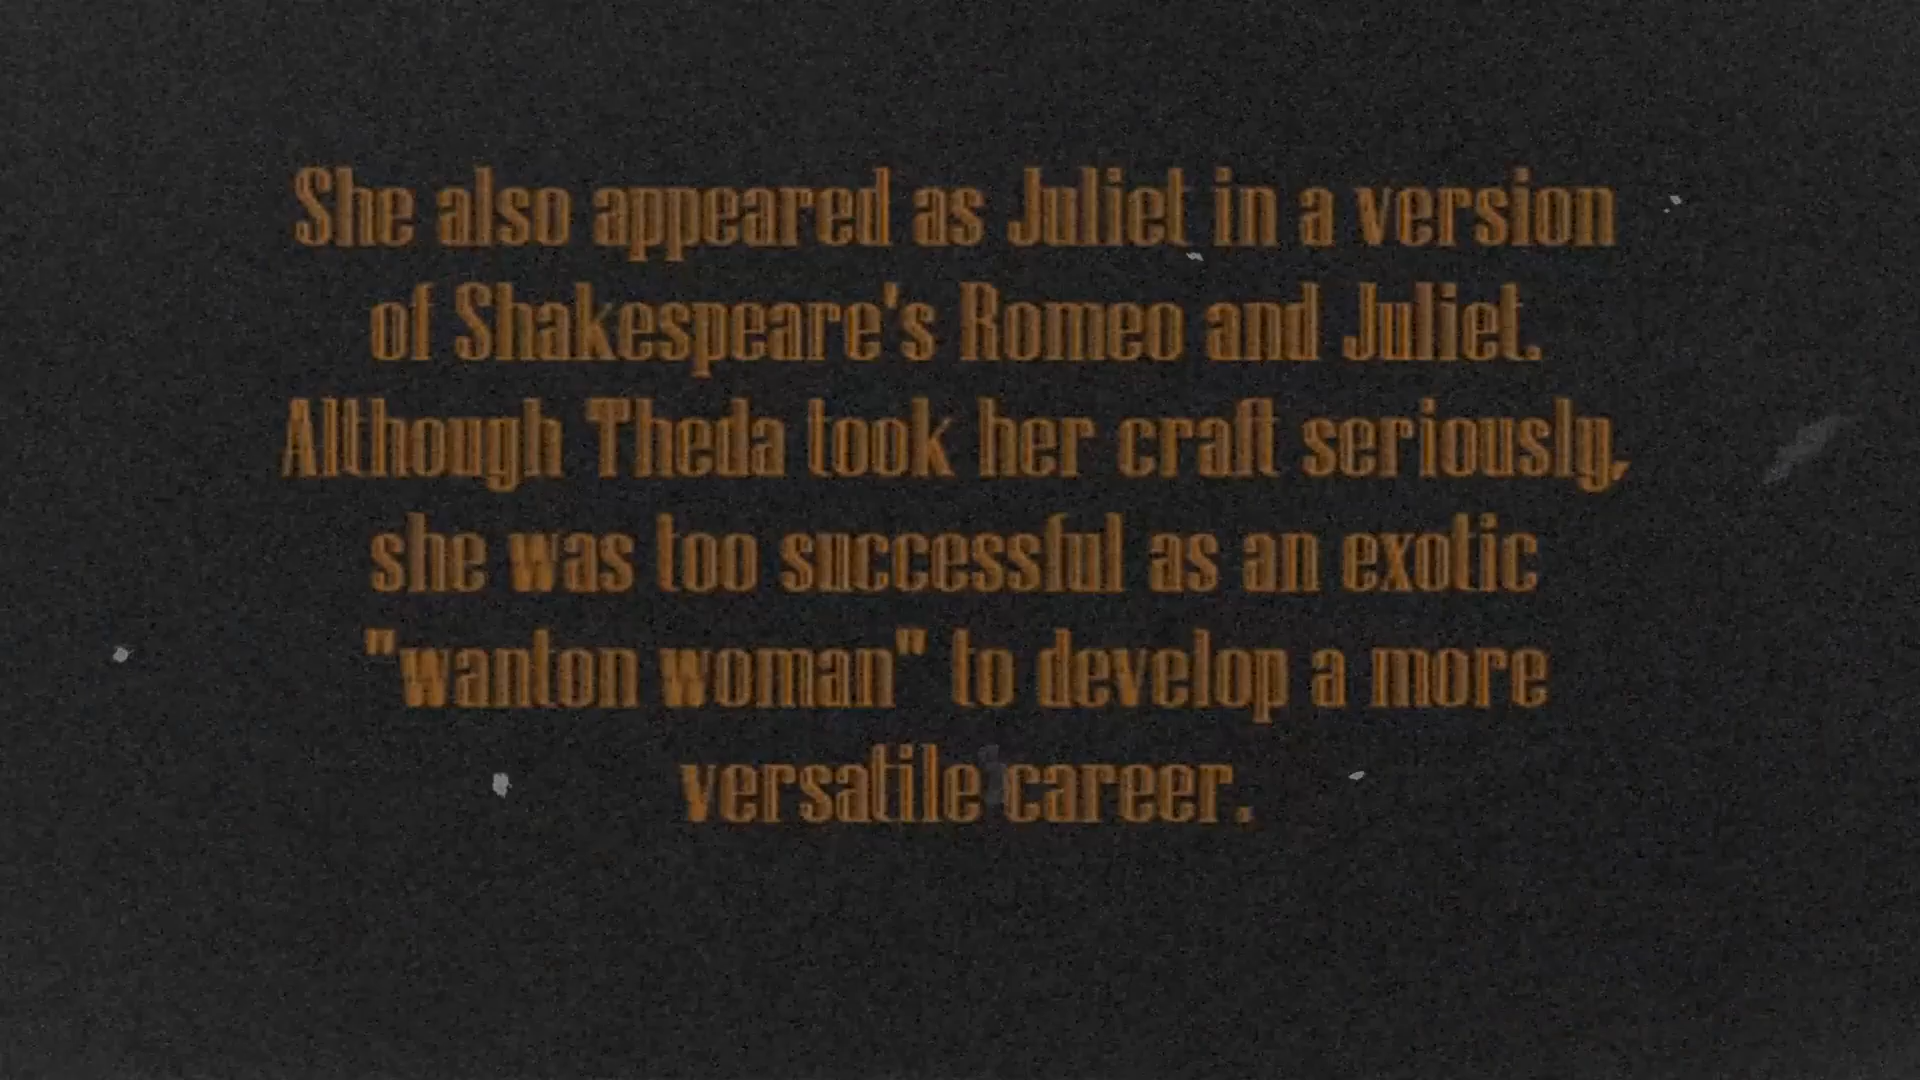 She also appeared as Juliet in a version
of Shakespeare's Romeo and Juliet.
Although Theda took her craft seriously,
she was too successful as an exotic
"wanton woman" to develop a more
versatile career.